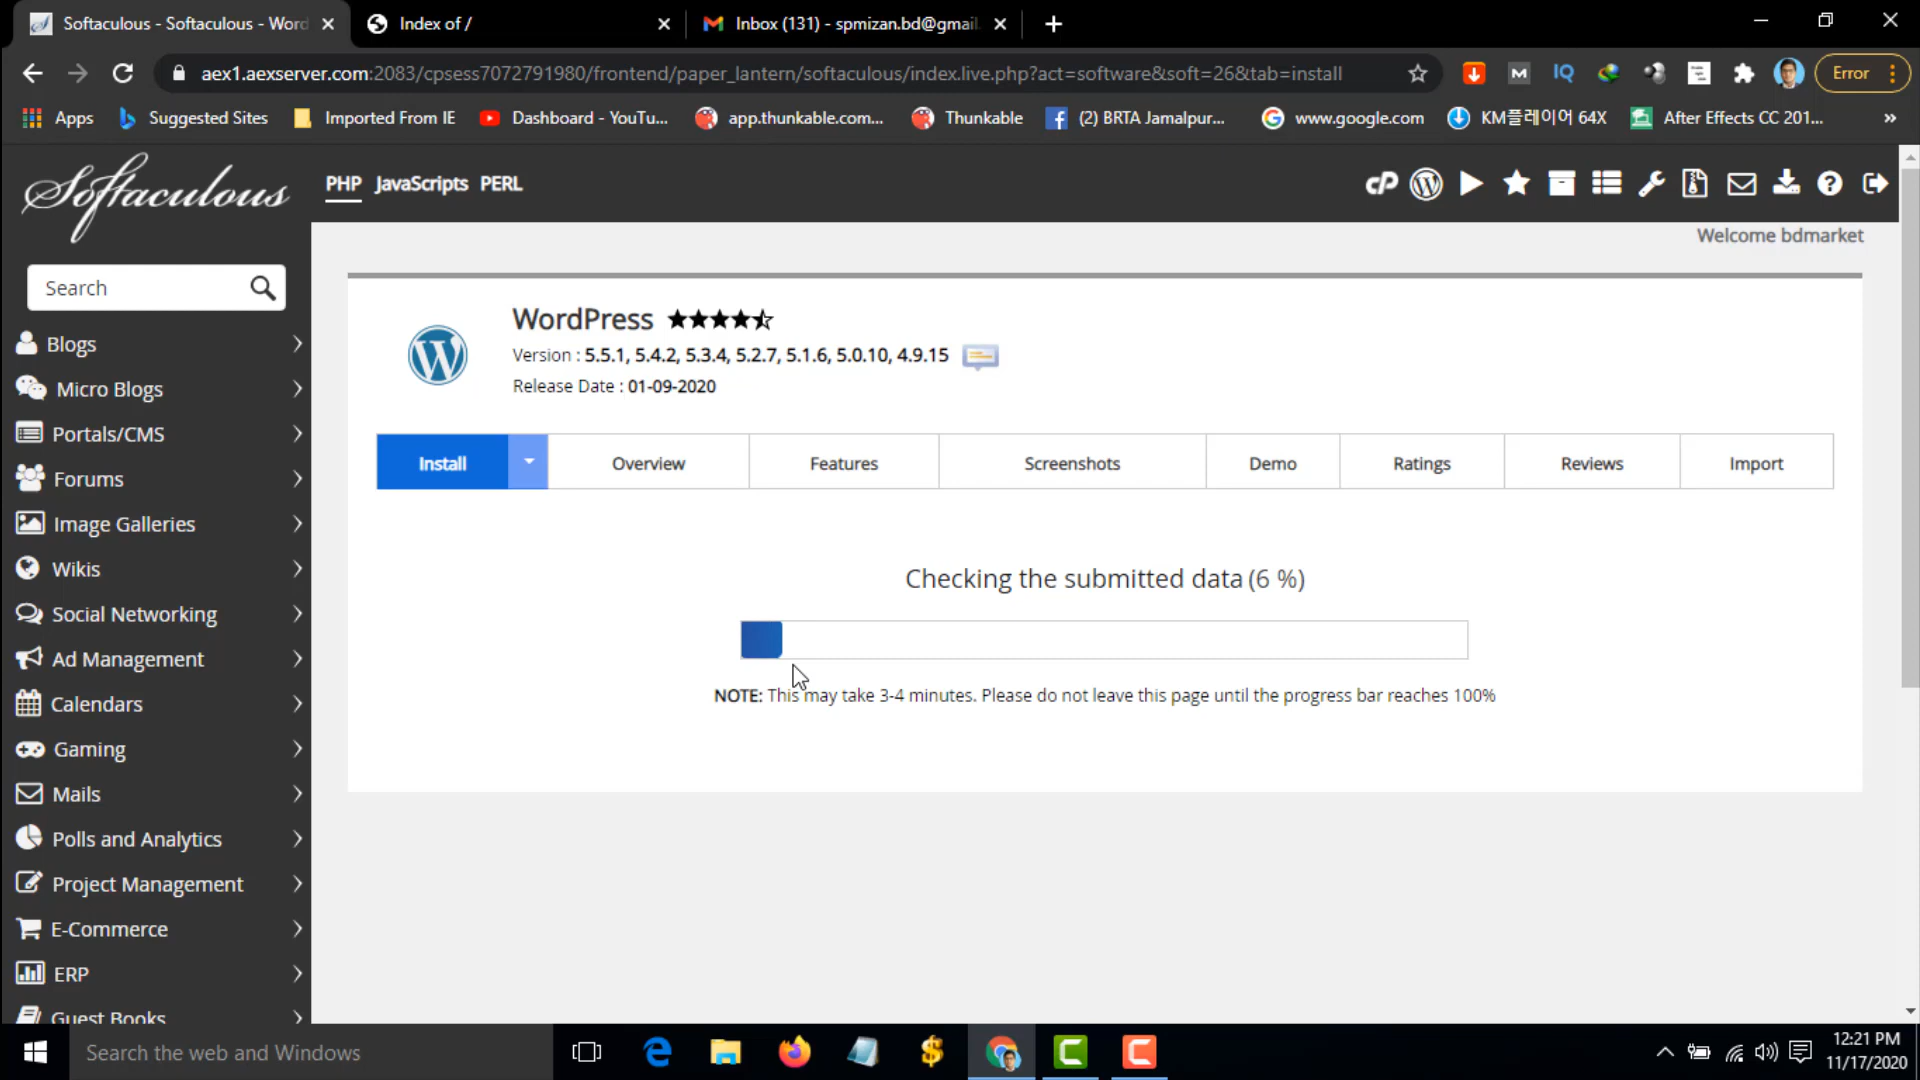 Softaculous - Softaculous - Word
Index of /
Inbox (131) - spmizan.bd@gmai
aex1.aexserver.com:2083/cpsess7072791980/frontend/paper_lantern/softaculous/index.live.php?act=software&soft=26&tab=install
Error
Apps
Suggested Sites
Imported From IE
Dashboard - YouTu...
app.thunkable.com...
Thunkable
(2) BRTA Jamalpur...
www.google.com
KM플레이어 64X
After Effects CC 201...
Softaculous
PHP JavaScripts PERL
cP
Welcome bdmarket
Search
Blogs
Micro Blogs
Portals/CMS
Forums
Image Galleries
Wikis
Social Networking
Ad Management
Calendars
Gaming
Mails
Polls and Analytics
Project Management
E-Commerce
ERP
Guest Books
WordPress
Version : 5.5.1, 5.4.2, 5.3.4, 5.2.7, 5.1.6, 5.0.10, 4.9.15
Release Date : 01-09-2020
Install
Overview
Features
Screenshots
Demo
Ratings
Reviews
Import
Checking the submitted data (6 %)
NOTE: This may take 3-4 minutes. Please do not leave this page until the progress bar reaches 100%
Search the web and Windows
12:21 PM
11/17/2020